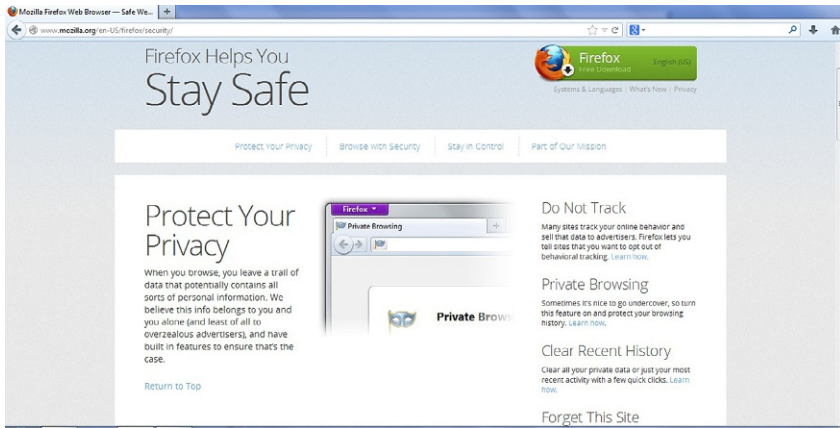 Mozilla Firefox Web Browser — Safe We...
www.mozilla.org/en-US/firefox/security/
Firefox Helps You
Stay Safe
Firefox
Free Download
English (US)
Systems & Languages | What's New | Privacy
Protect Your Privacy
Browse with Security
Stay in Control
Part of Our Mission
Protect Your
Privacy
When you browse, you leave a trail of
data that potentially contains all
sorts of personal information. We
believe this info belongs to you and
you alone (and least of all to
overzealous advertisers), and have
built in features to ensure that's the
case.
Return to Top
Firefox
Private Browsing
Private Brows
Do Not Track
Many sites track your online behavior and
sell that data to advertisers. Firefox lets you
tell sites that you want to opt out of
behavioral tracking. Learn how.
Private Browsing
Sometimes it's nice to go undercover, so turn
this feature on and protect your browsing
history. Learn how.
Clear Recent History
Clear all your private data or just your most
recent activity with a few quick clicks. Learn
how.
Forget This Site